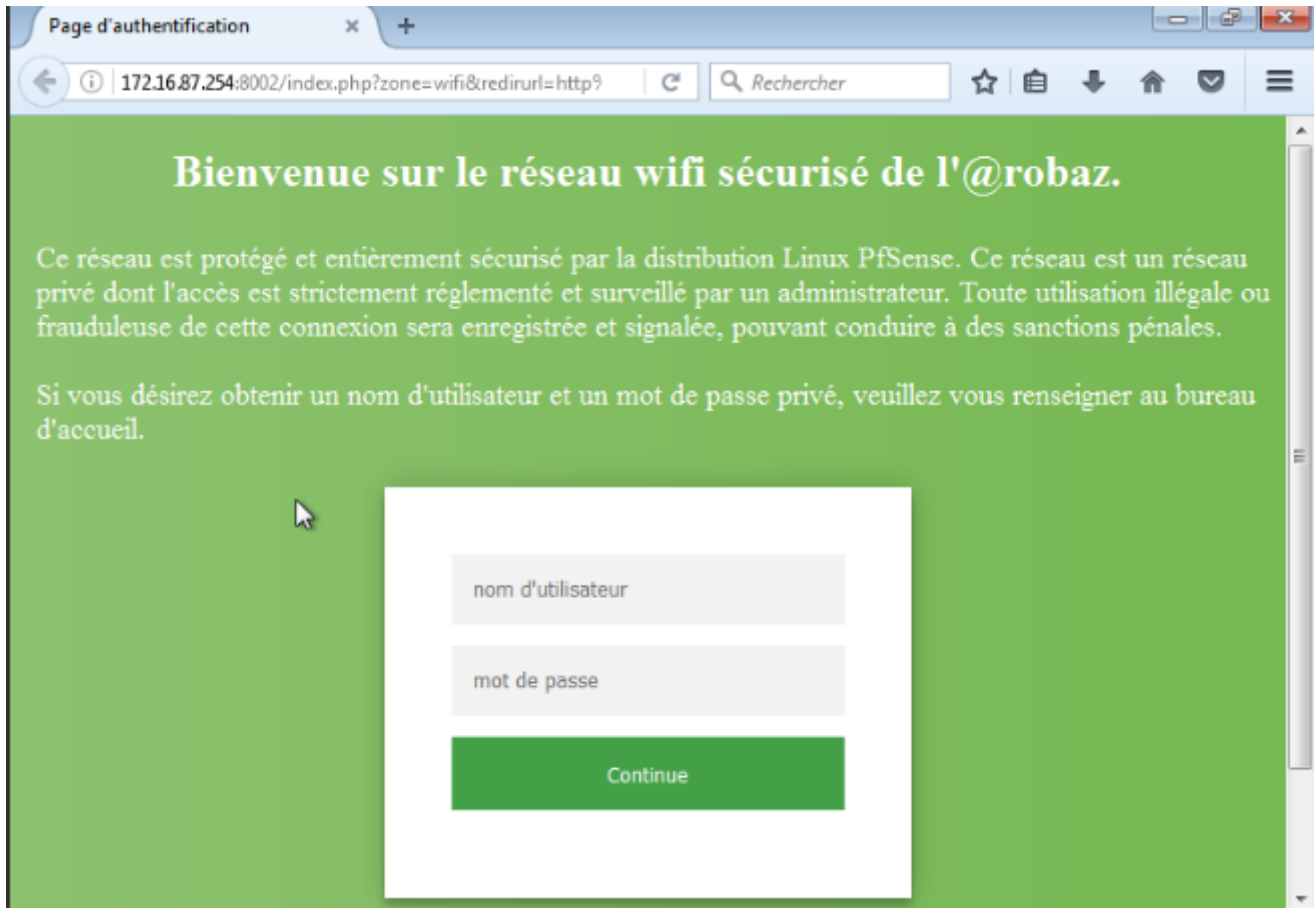 Page d'authentification
172.16.87.254:8002/index.php?zone=wifi&redirurl=http%
Rechercher
Bienvenue sur le réseau wifi sécurisé de l'@robaz.
Ce réseau est protégé et entièrement sécurisé par la distribution Linux PfSense. Ce réseau est un réseau
privé dont l'accès est strictement réglementé et surveillé par un administrateur. Toute utilisation illégale ou
frauduleuse de cette connexion sera enregistrée et signalée, pouvant conduire à des sanctions pénales.
Si vous désirez obtenir un nom d'utilisateur et un mot de passe privé, veuillez vous renseigner au bureau
d'accueil.
nom d'utilisateur
mot de passe
Continue